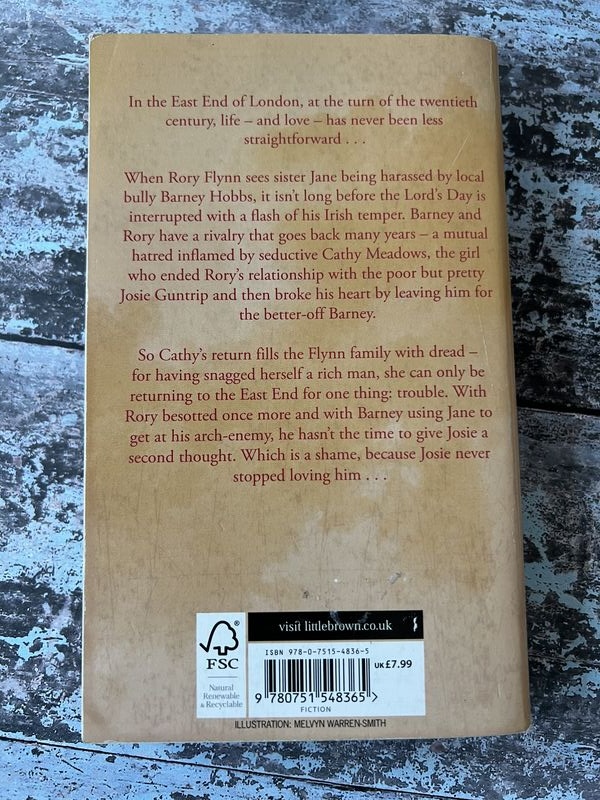 In the East End of London, at the turn of the twentieth
century, life – and love – has never been less
straightforward . . .
When Rory Flynn sees sister Jane being harassed by local
bully Barney Hobbs, it isn't long before the Lord's Day is
interrupted with a flash of his Irish temper. Barney and
Rory have a rivalry that goes back many years – a mutual
hatred inflamed by seductive Cathy Meadows, the girl
who ended Rory's relationship with the poor but pretty
Josie Guntrip and then broke his heart by leaving him for
the better-off Barney.
So Cathy's return fills the Flynn family with dread –
for having snagged herself a rich man, she can only be
returning to the East End for one thing: trouble. With
Rory besotted once more and with Barney using Jane to
get at his arch-enemy, he hasn't the time to give Josie a
second thought. Which is a shame, because Josie never
stopped loving him . . .
visit littlebrown.co.uk
ISBN 978-0-7515-4836-5
UK £7.99
9 780751 548365 >
FICTION
FSC
Natural
Renewable
& Recyclable
ILLUSTRATION: MELVYN WARREN-SMITH